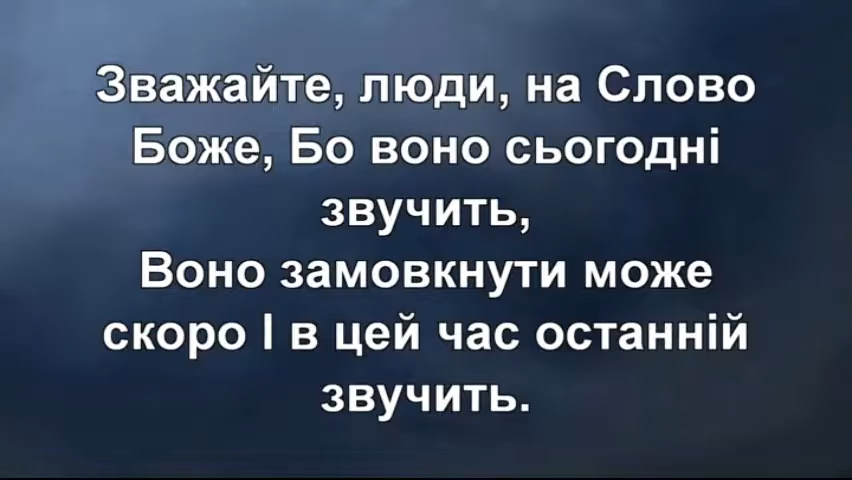 Зважайте, люди, на Слово
Боже, Бо воно сьогодні
звучить,
Воно замовкнути може
скоро І в цей час останній
звучить.